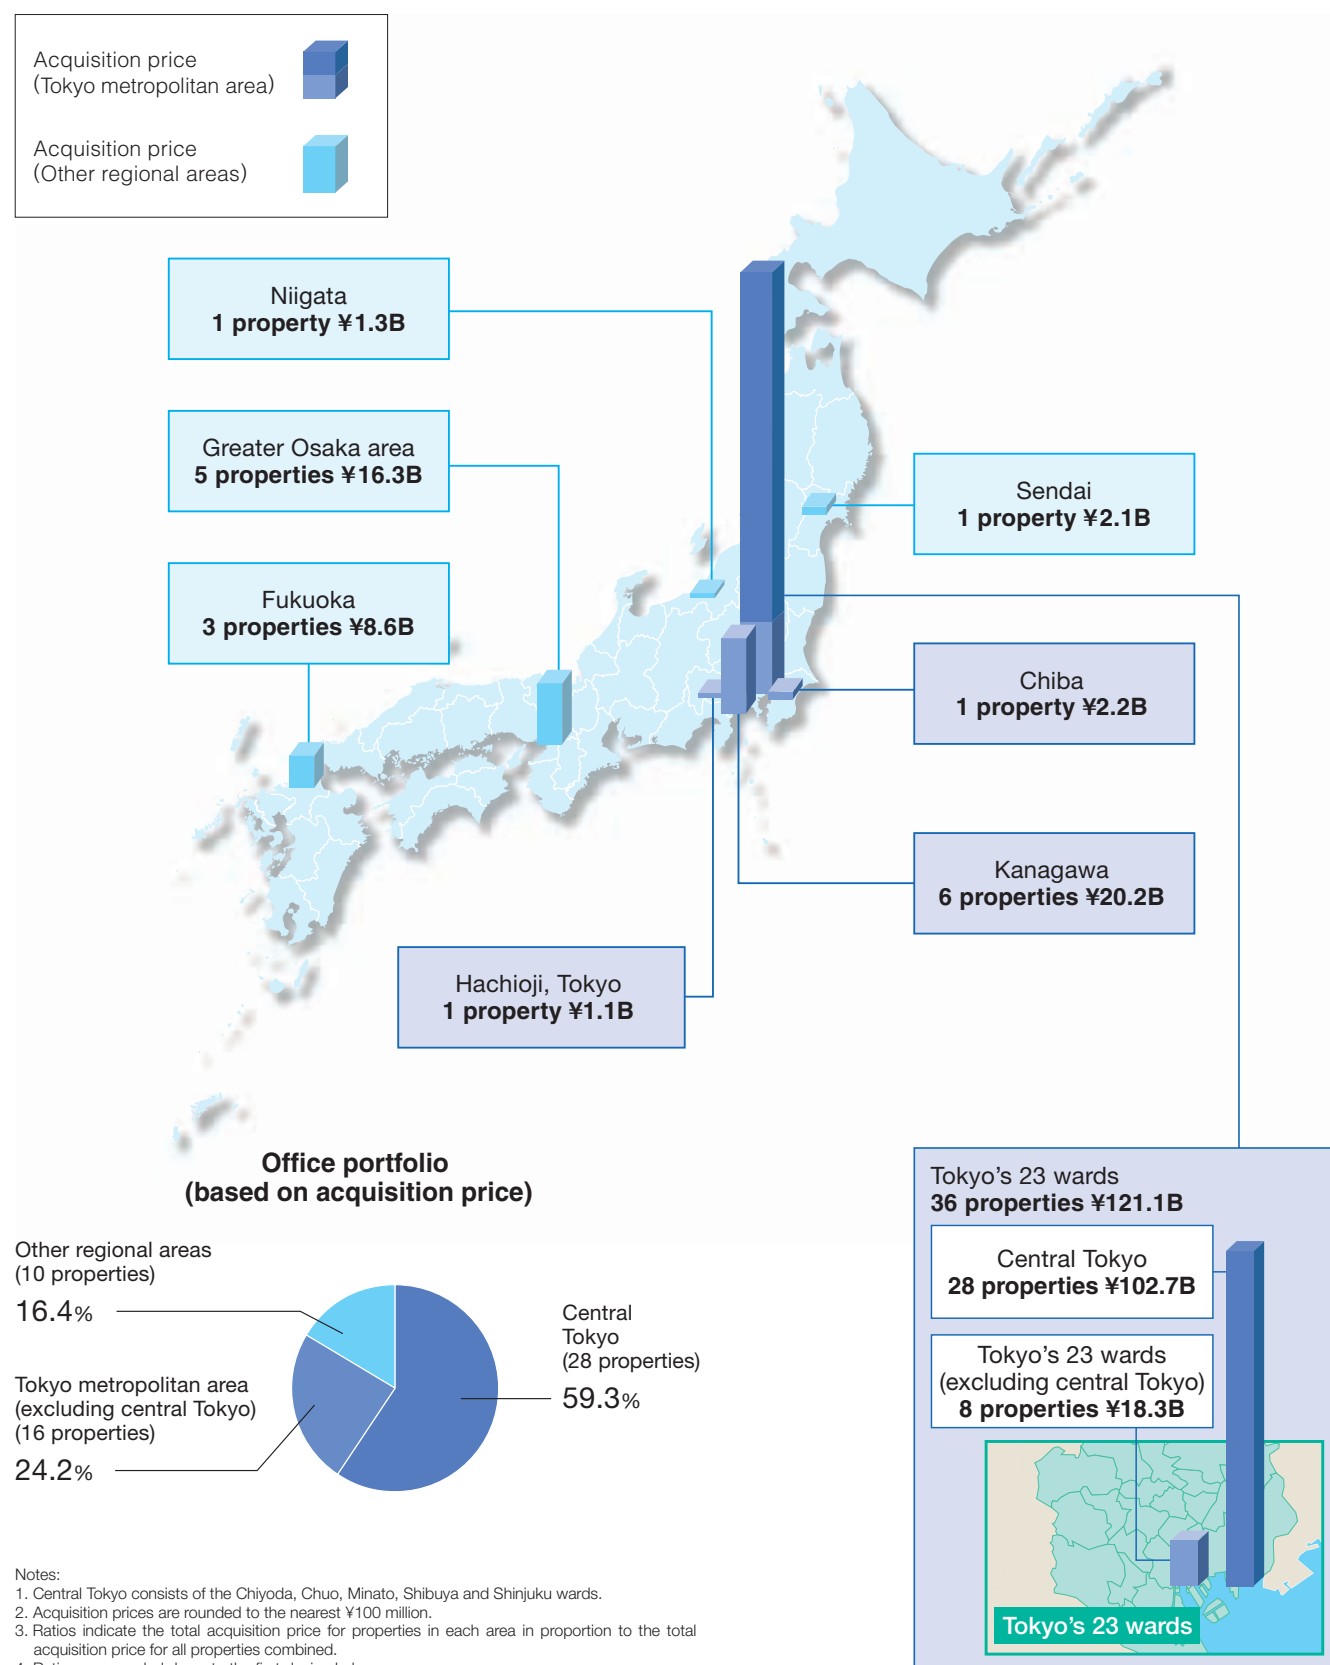 Acquisition price
(Tokyo metropolitan area)
Acquisition price
(Other regional areas)
Niigata
1 property ¥1.3B
Greater Osaka area
5 properties ¥16.3B
Fukuoka
3 properties ¥8.6B
Sendai
1 property ¥2.1B
Chiba
1 property ¥2.2B
Kanagawa
6 properties ¥20.2B
Hachioji, Tokyo
1 property ¥1.1B
Office portfolio
(based on acquisition price)
Other regional areas
(10 properties)
16.4%
Tokyo metropolitan area
(excluding central Tokyo)
(16 properties)
24.2%
Central
Tokyo
(28 properties)
59.3%
Tokyo's 23 wards
36 properties ¥121.1B
Central Tokyo
28 properties ¥102.7B
Tokyo's 23 wards
(excluding central Tokyo)
8 properties ¥18.3B
Tokyo's 23 wards
Notes:
1. Central Tokyo consists of the Chiyoda, Chuo, Minato, Shibuya and Shinjuku wards.
2. Acquisition prices are rounded to the nearest ¥100 million.
3. Ratios indicate the total acquisition price for properties in each area in proportion to the total
acquisition price for all properties combined.